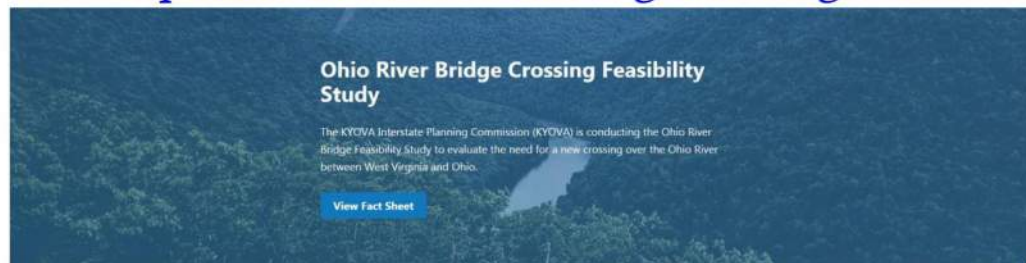 Ohio River Bridge Crossing Feasibility
Study
The KYOVA Interstate Planning Commission (KYOVA) is conducting the Ohio River
Bridge Feasibility Study to evaluate the need for a new crossing over the Ohio River
between West Virginia and Ohio.
View Fact Sheet